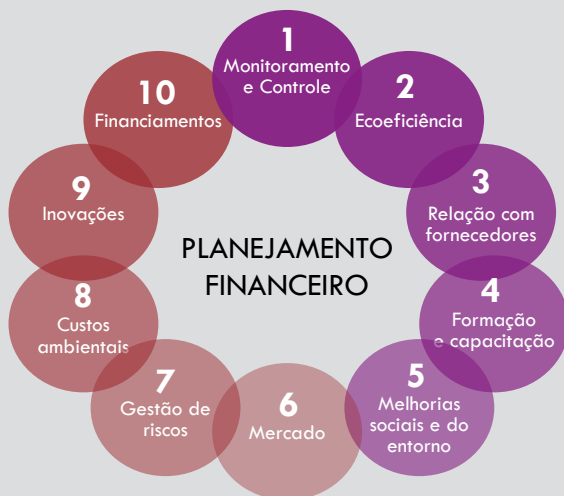 PLANEJAMENTO
FINANCEIRO
1
Monitoramento
e Controle
2
Ecoeficiência
3
Relação com
fornecedores
4
Formação
e capacitação
5
Melhorias
sociais e do
entorno
6
Mercado
7
Gestão de
riscos
8
Custos
ambientais
9
Inovações
10
Financiamentos